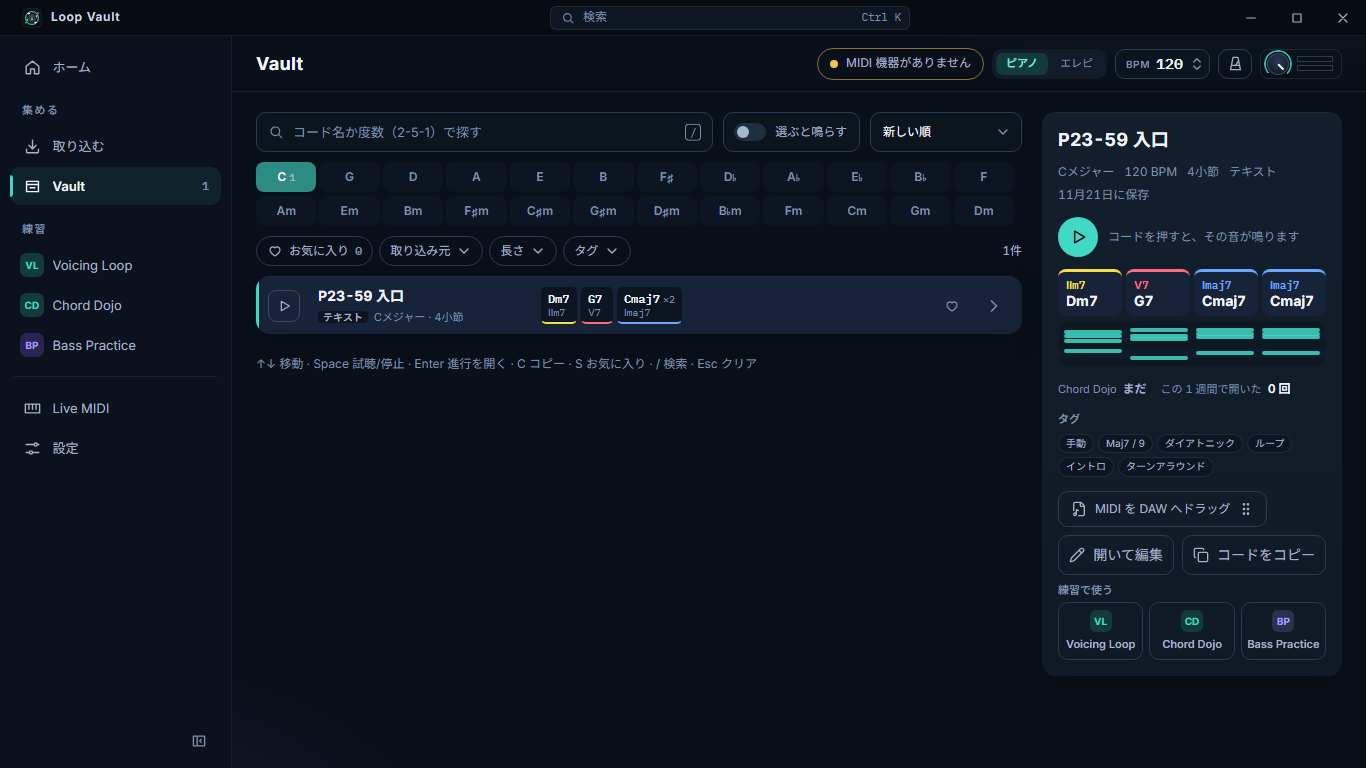 Loop Vault
検索 Ctrl K
ホーム
集める
取り込む
Vault 1
練習
VL Voicing Loop
CD Chord Dojo
BP Bass Practice
Live MIDI
設定
Vault
MIDI 機器がありません
ピアノ エレピ
BPM 120
コード名か度数（2-5-1）で探す /
選ぶと鳴らす
新しい順
C 1 G D A E B F♯ D♭ A♭ E♭ B♭ F
Am Em Bm F♯m C♯m G♯m D♯m B♭m Fm Cm Gm Dm
お気に入り 0 取り込み元 長さ タグ 1件
P23-59 入口
テキスト Cメジャー · 4小節
Dm7 G7 Cmaj7 ×2
IIm7 V7 Imaj7
↑↓ 移動 · Space 試聴/停止 · Enter 進行を開く · C コピー · S お気に入り · / 検索 · Esc クリア
P23-59 入口
Cメジャー 120 BPM 4小節 テキスト
11月21日に保存
コードを押すと、その音が鳴ります
IIm7 V7 Imaj7 Imaj7
Dm7 G7 Cmaj7 Cmaj7
Chord Dojo まだ この 1 週間で開いた 0 回
タグ
手動 Maj7 / 9 ダイアトニック ループ
イントロ ターンアラウンド
MIDI を DAW へドラッグ
開いて編集 コードをコピー
練習で使う
VL CD BP
Voicing Loop Chord Dojo Bass Practice